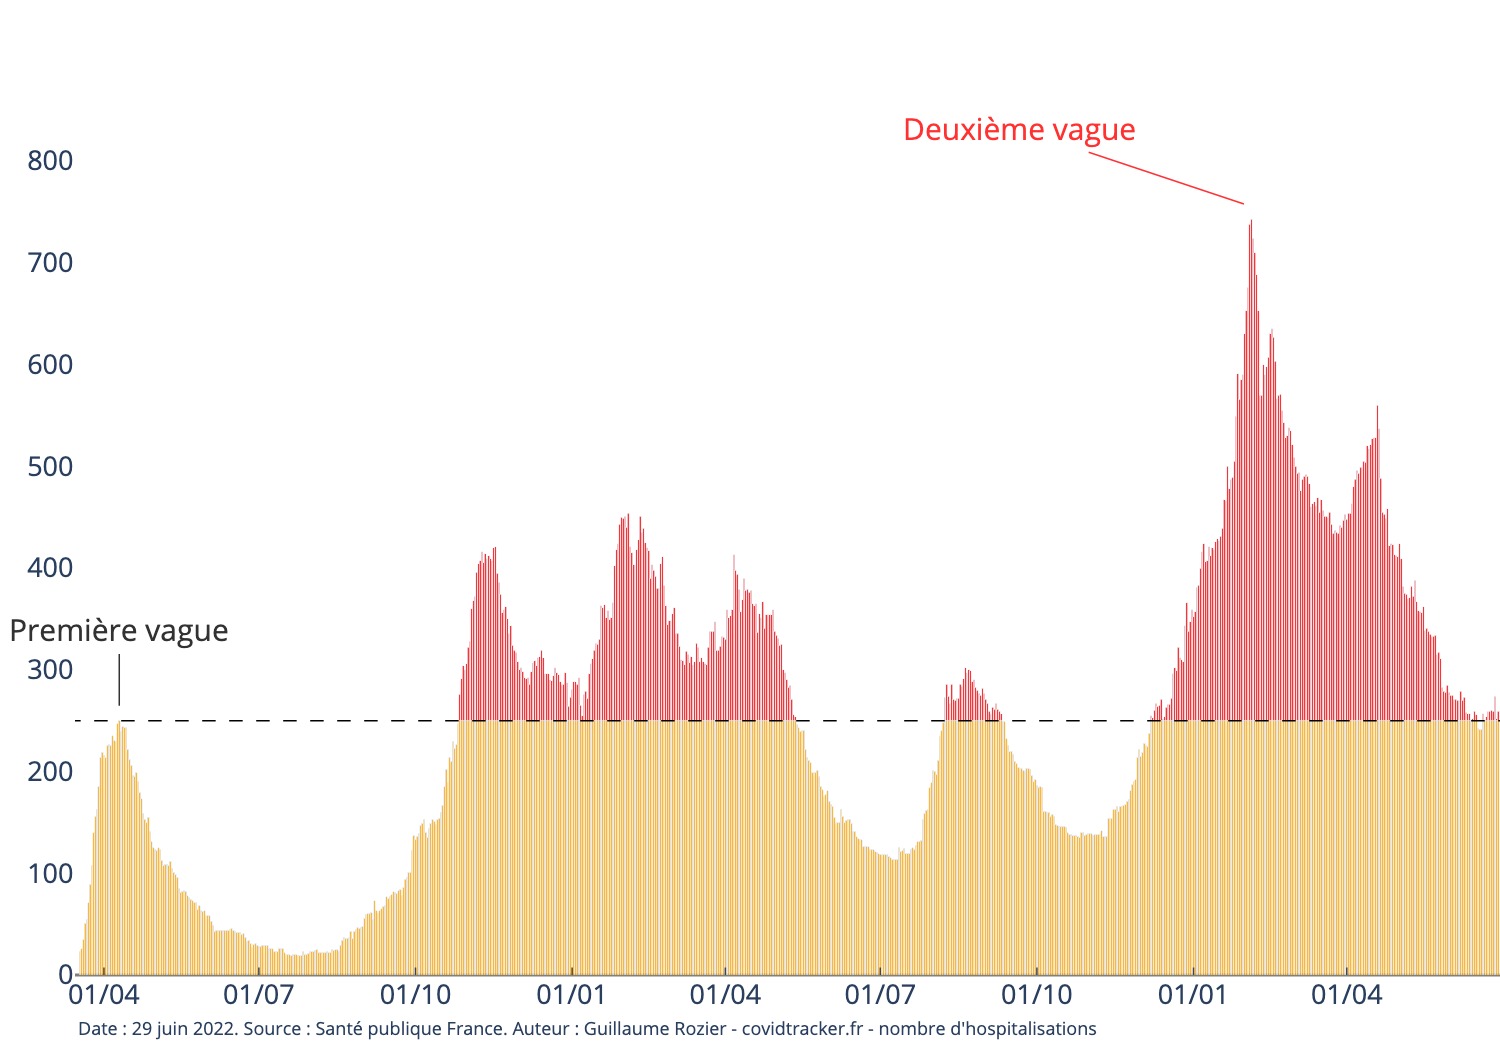 Deuxième vague
800
700
600
500
400
Première vague
300
200
100
0
01/04 01/07 01/10 01/01 01/04 01/07 01/10 01/01 01/04
Date : 29 juin 2022. Source : Santé publique France. Auteur : Guillaume Rozier - covidtracker.fr - nombre d'hospitalisations